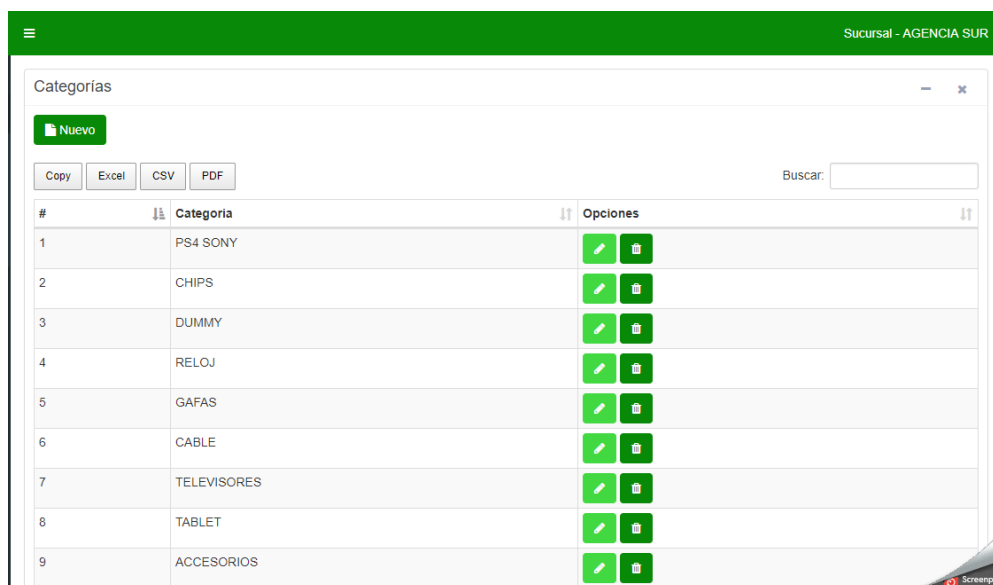 Sucursal - AGENCIA SUR
Categorías
Nuevo
Copy Excel CSV PDF Buscar:
# Categoria Opciones
1 PS4 SONY
2 CHIPS
3 DUMMY
4 RELOJ
5 GAFAS
6 CABLE
7 TELEVISORES
8 TABLET
9 ACCESORIOS